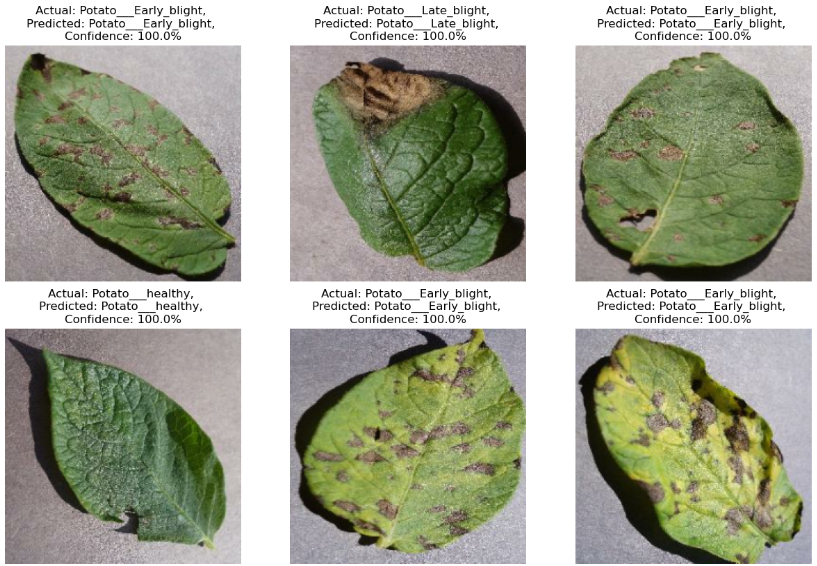 Actual: Potato___Early_blight,
Predicted: Potato___Early_blight,
Confidence: 100.0%
Actual: Potato___Late_blight,
Predicted: Potato___Late_blight,
Confidence: 100.0%
Actual: Potato___Early_blight,
Predicted: Potato___Early_blight,
Confidence: 100.0%
Actual: Potato___healthy,
Predicted: Potato___healthy,
Confidence: 100.0%
Actual: Potato___Early_blight,
Predicted: Potato___Early_blight,
Confidence: 100.0%
Actual: Potato___Early_blight,
Predicted: Potato___Early_blight,
Confidence: 100.0%